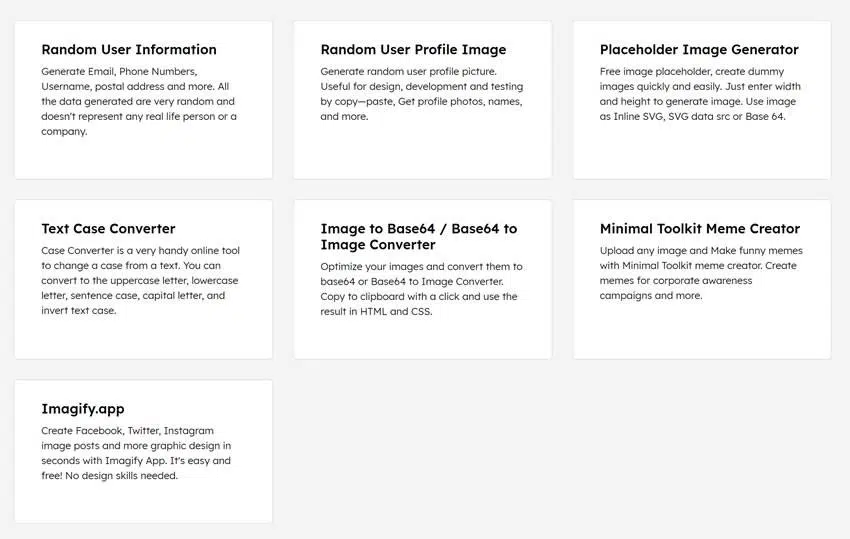 Random User Information
Generate Email, Phone Numbers,
Username, postal address and more. All
the data generated are very random and
doesn't represent any real life person or a
company.
Random User Profile Image
Generate random user profile picture.
Useful for design, development and testing
by copy—paste, Get profile photos, names,
and more.
Placeholder Image Generator
Free image placeholder, create dummy
images quickly and easily. Just enter width
and height to generate image. Use image
as Inline SVG, SVG data src or Base 64.
Text Case Converter
Case Converter is a very handy online tool
to change a case from a text. You can
convert to the uppercase letter, lowercase
letter, sentence case, capital letter, and
invert text case.
Image to Base64 / Base64 to
Image Converter
Optimize your images and convert them to
base64 or Base64 to Image Converter.
Copy to clipboard with a click and use the
result in HTML and CSS.
Minimal Toolkit Meme Creator
Upload any image and Make funny memes
with Minimal Toolkit meme creator. Create
memes for corporate awareness
campaigns and more.
Imagify.app
Create Facebook, Twitter, Instagram
image posts and more graphic design in
seconds with Imagify App. It's easy and
free! No design skills needed.